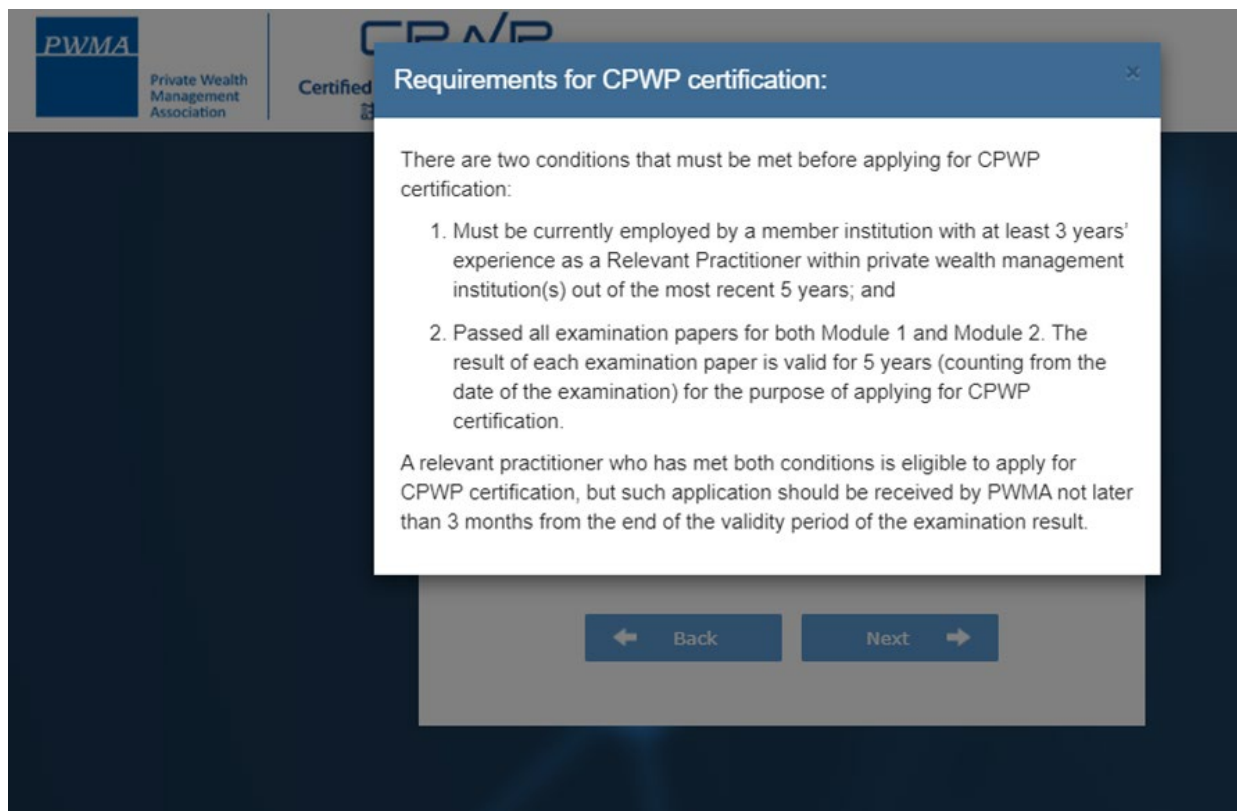 PWMA
Private Wealth
Management
Association
CPWP
Certified
Requirements for CPWP certification:
×
There are two conditions that must be met before applying for CPWP
certification:
1. Must be currently employed by a member institution with at least 3 years’
experience as a Relevant Practitioner within private wealth management
institution(s) out of the most recent 5 years; and
2. Passed all examination papers for both Module 1 and Module 2. The
result of each examination paper is valid for 5 years (counting from the
date of the examination) for the purpose of applying for CPWP
certification.
A relevant practitioner who has met both conditions is eligible to apply for
CPWP certification, but such application should be received by PWMA not later
than 3 months from the end of the validity period of the examination result.
Back
Next